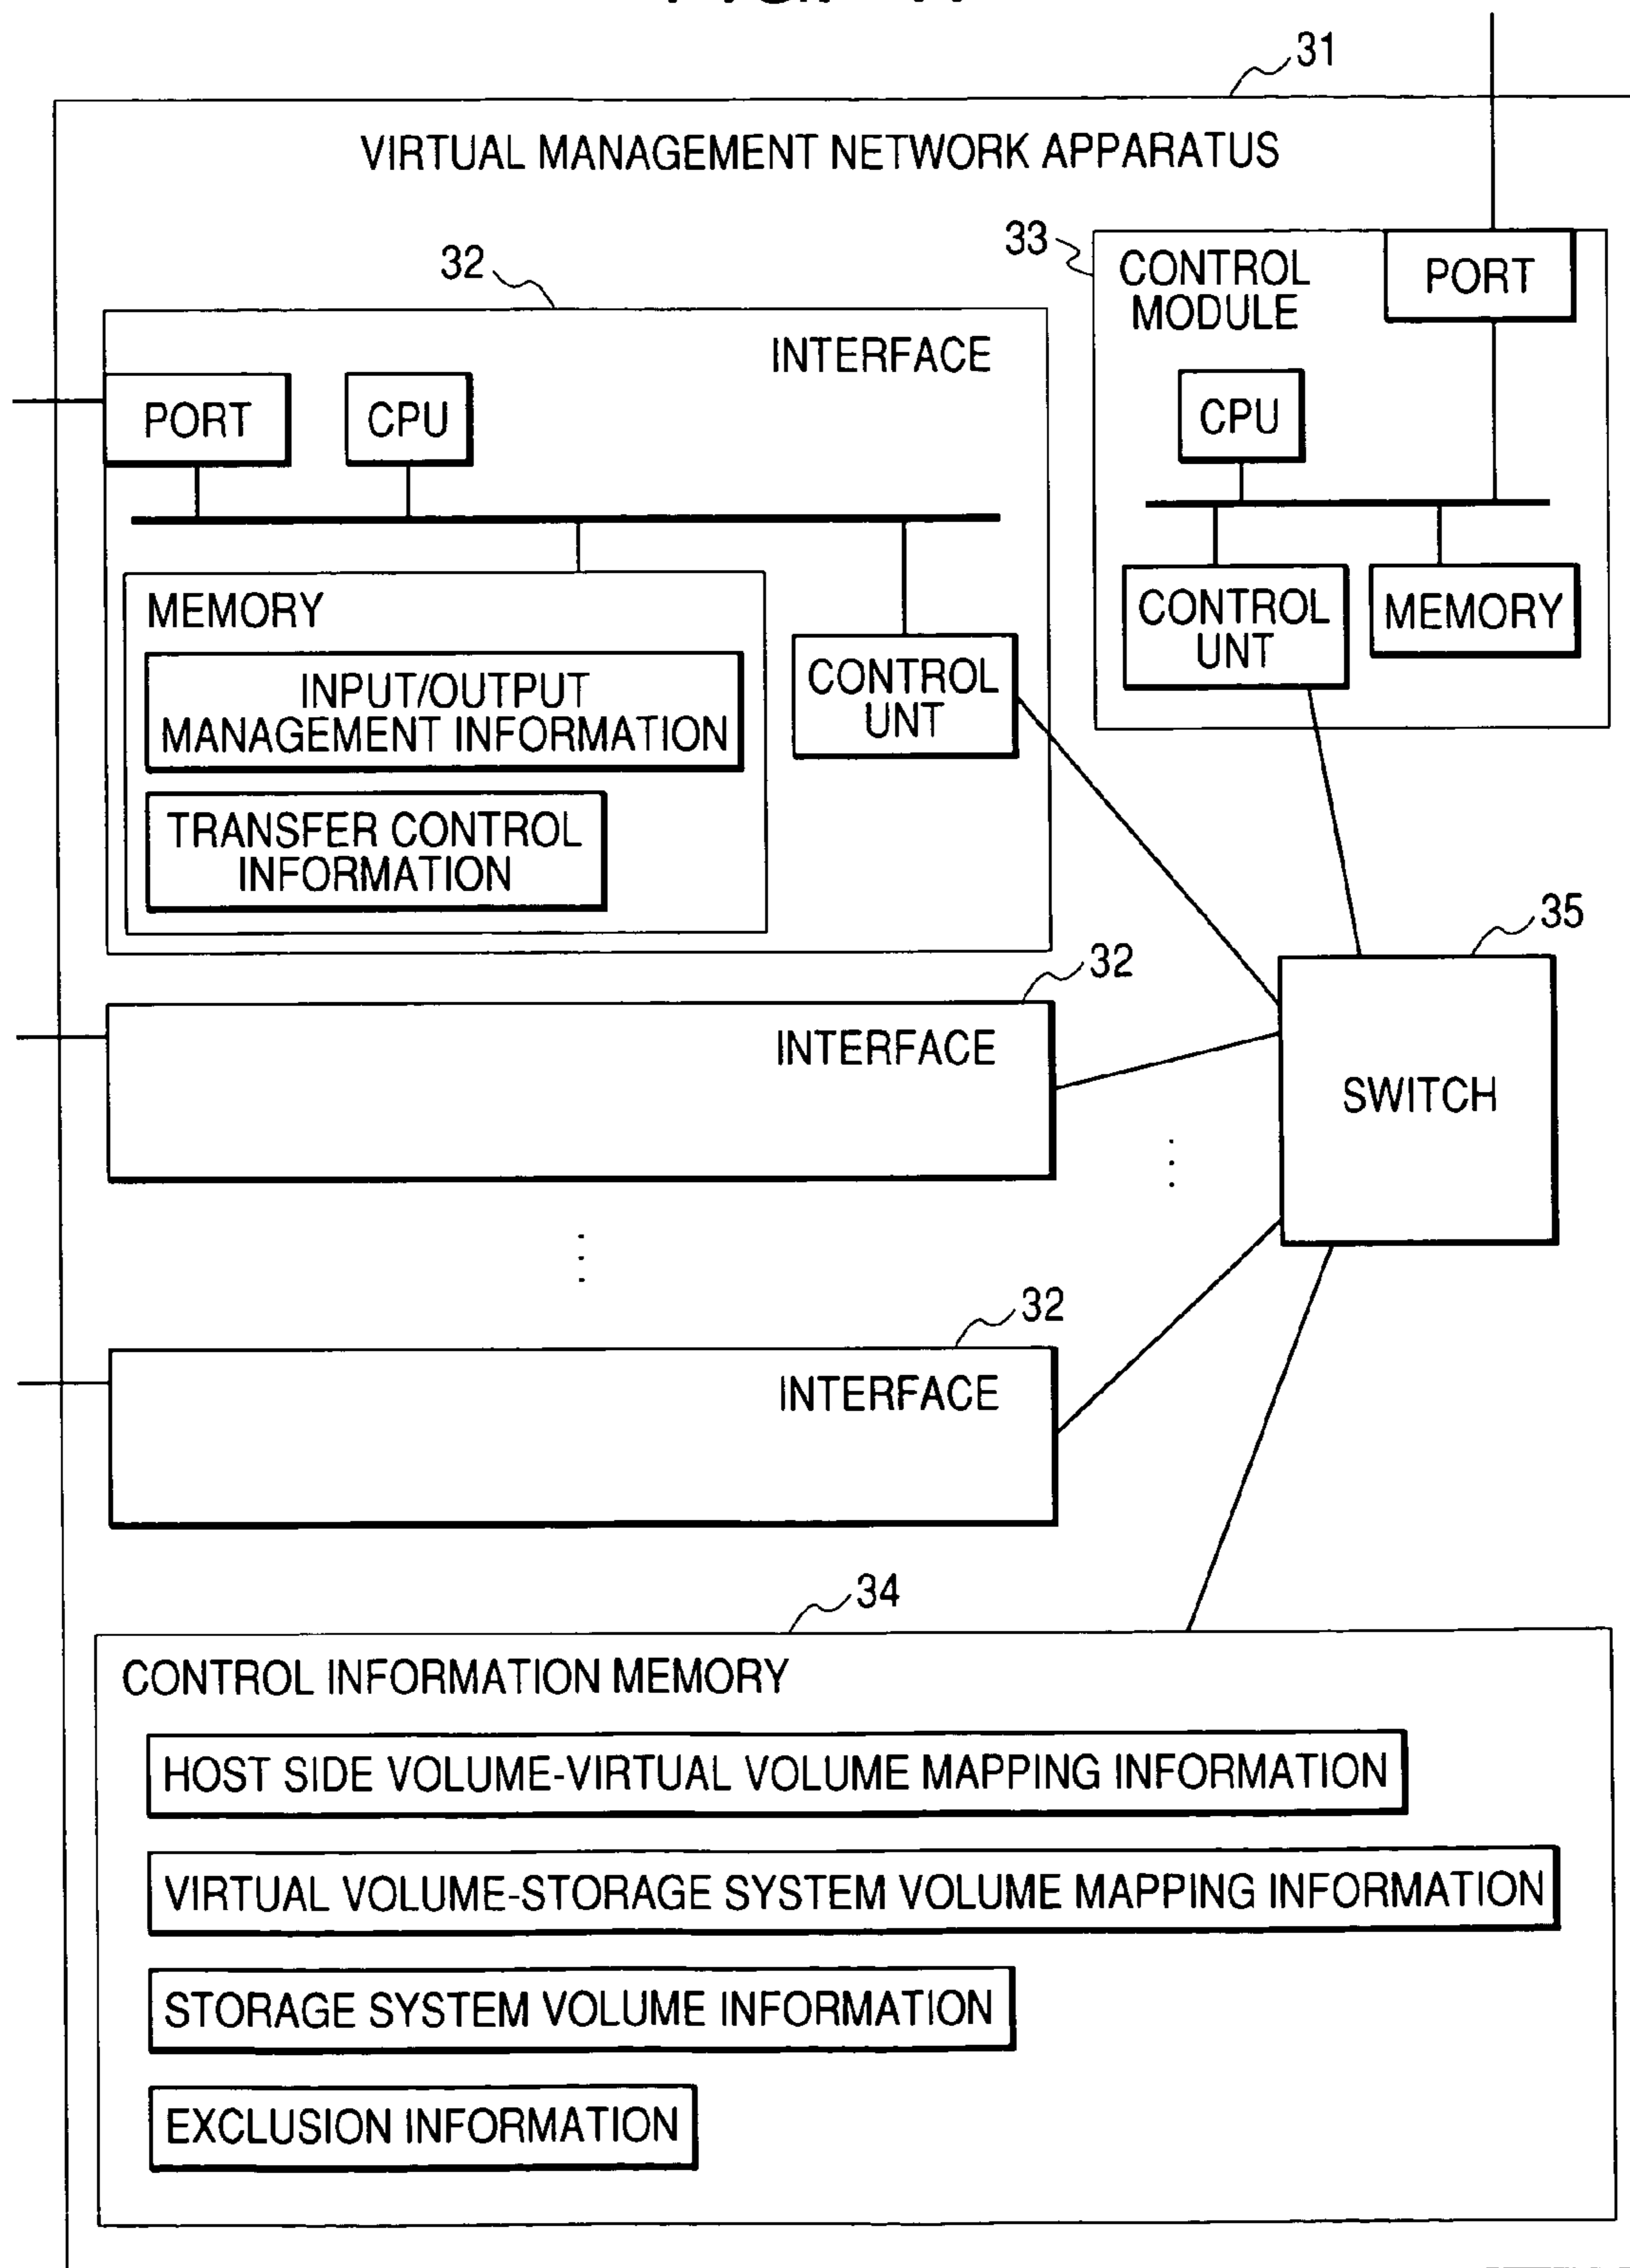 31
VIRTUAL MANAGEMENT NETWORK APPARATUS
33
CONTROL
MODULE
PORT
CPU
CONTROL
UNT
MEMORY
32
INTERFACE
PORT
CPU
MEMORY
INPUT/OUTPUT
MANAGEMENT INFORMATION
TRANSFER CONTROL
INFORMATION
CONTROL
UNT
35
SWITCH
32
INTERFACE
32
INTERFACE
34
CONTROL INFORMATION MEMORY
HOST SIDE VOLUME-VIRTUAL VOLUME MAPPING INFORMATION
VIRTUAL VOLUME-STORAGE SYSTEM VOLUME MAPPING INFORMATION
STORAGE SYSTEM VOLUME INFORMATION
EXCLUSION INFORMATION